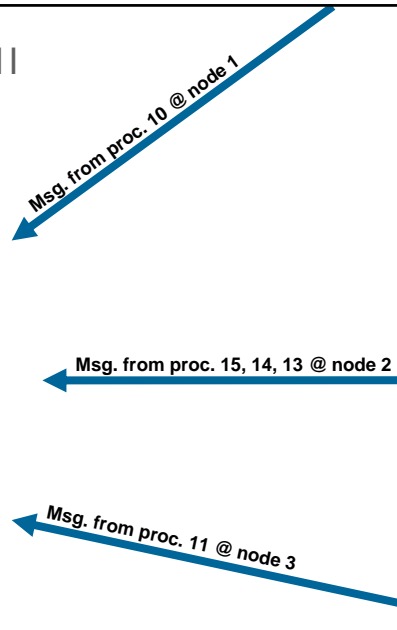 Msg. from proc. 10 @ node 1
Msg. from proc. 15, 14, 13 @ node 2
Msg. from proc. 11 @ node 3